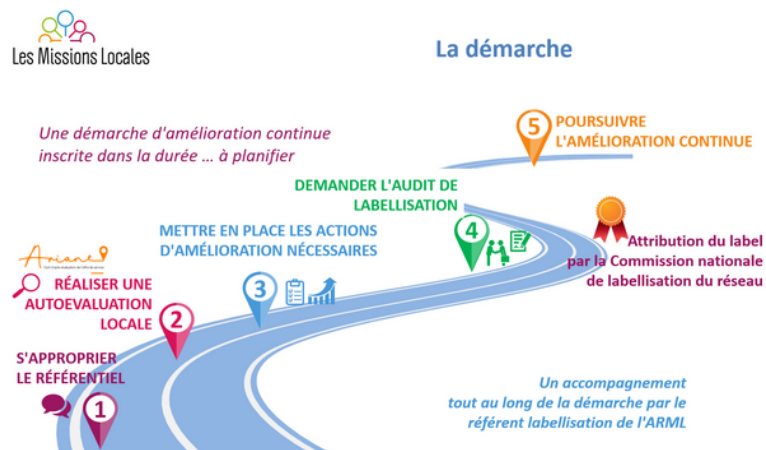 Les Missions Locales
La démarche
Une démarche d'amélioration continue
inscrite dans la durée ... à planifier
5
POURSUIVRE
L'AMÉLIORATION CONTINUE
DEMANDER L'AUDIT DE
LABELLISATION
4
Attribution du label
par la Commission nationale
de labellisation du réseau
METTRE EN PLACE LES ACTIONS
D'AMÉLIORATION NÉCESSAIRES
3
Ariane
RÉALISER UNE
AUTOEVALUATION
LOCALE
2
S'APPROPRIER
LE RÉFÉRENTIEL
1
Un accompagnement
tout au long de la démarche par le
référent labellisation de l'ARML